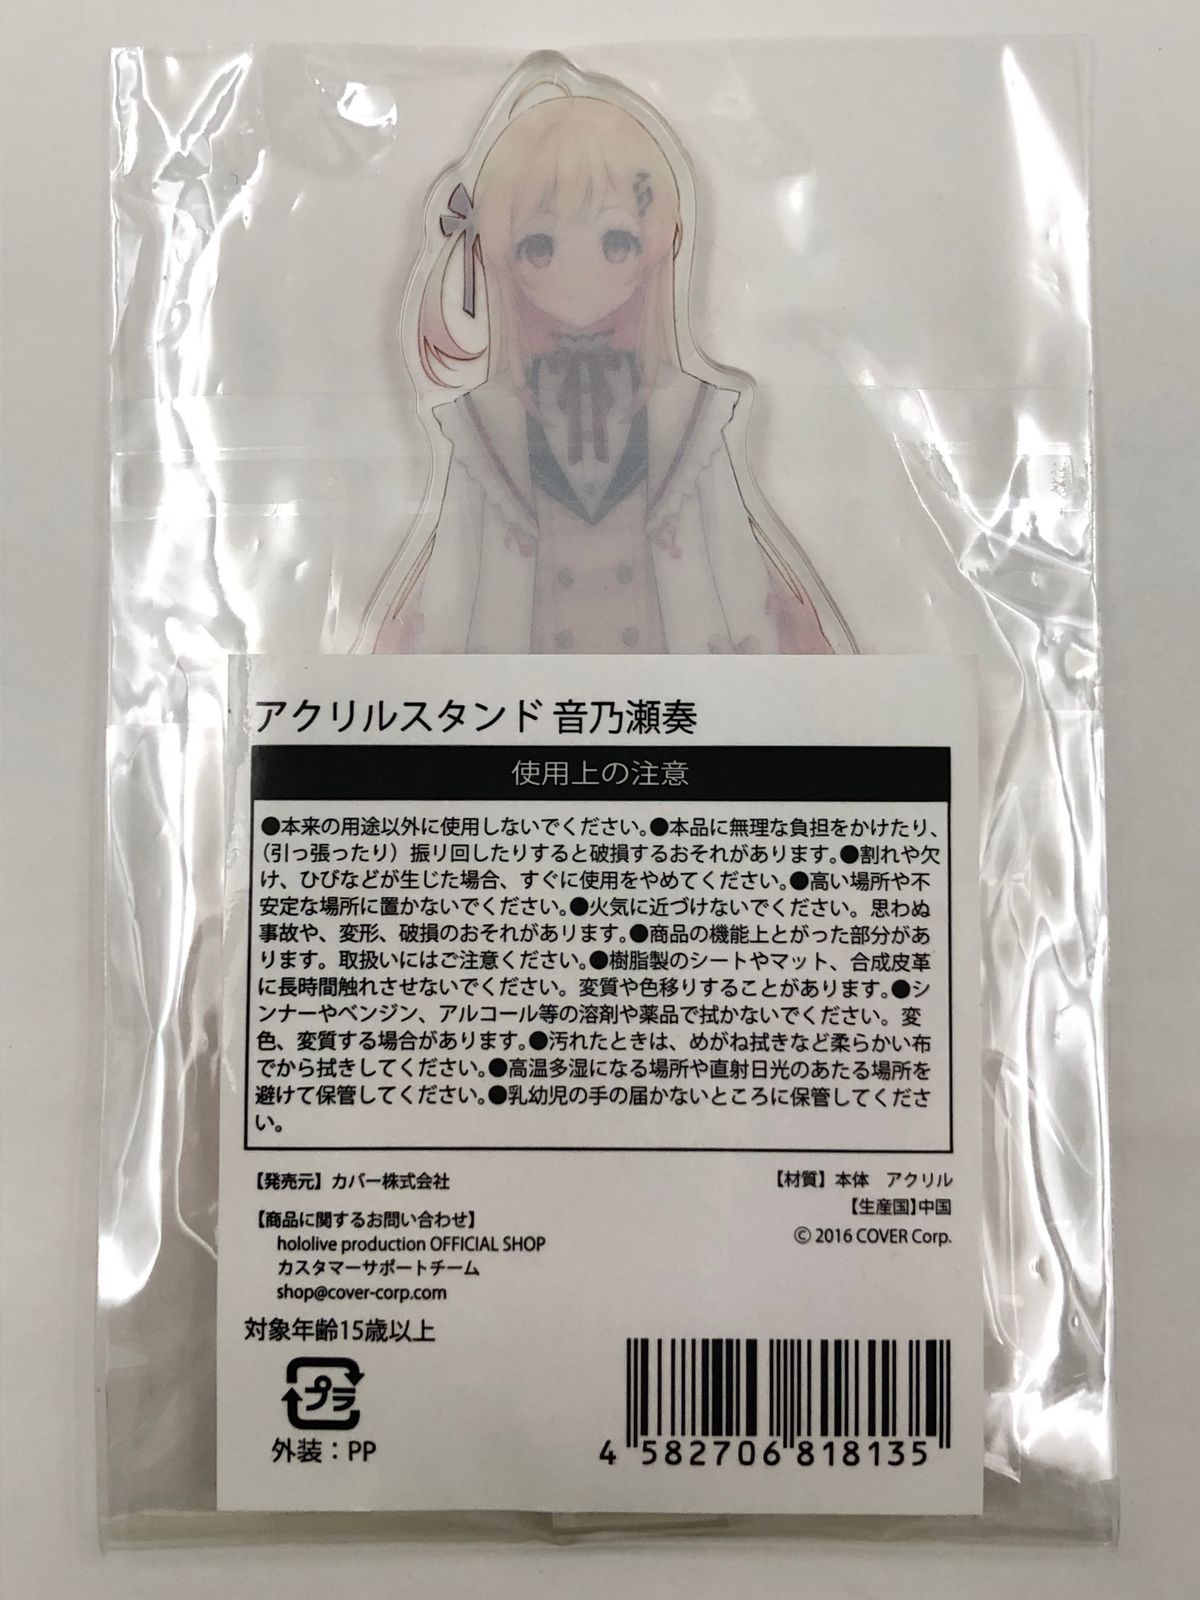 アクリルスタンド 音乃瀬奏
使用上の注意
●本来の用途以外に使用しないでください。●本品に無理な負担をかけたり、
（引っ張ったり）振り回したりすると破損するおそれがあります。●割れや欠
け、ひびなどが生じた場合、すぐに使用をやめてください。●高い場所や不
安定な場所に置かないでください。●火気に近づけないでください。思わぬ
事故や、変形、破損のおそれがあります。●商品の機能上とがった部分があ
ります。取扱いにはご注意ください。●樹脂製のシートやマット、合成皮革
に長時間触れさせないでください。変質や色移りすることがあります。●シ
ンナーやベンジン、アルコール等の溶剤や薬品で拭かないでください。変
色、変質する場合があります。●汚れたときは、めがね拭きなど柔らかい布
でから拭きしてください。●高温多湿になる場所や直射日光のあたる場所を
避けて保管してください。●乳幼児の手の届かないところに保管してくださ
い。
【発売元】カバー株式会社
【商品に関するお問い合わせ】
hololive production OFFICIAL SHOP
カスタマーサポートチーム
shop@cover-corp.com
【材質】本体　アクリル
【生産国】中国
© 2016 COVER Corp.
対象年齢15歳以上
プラ
外装：PP
4 582706 818135